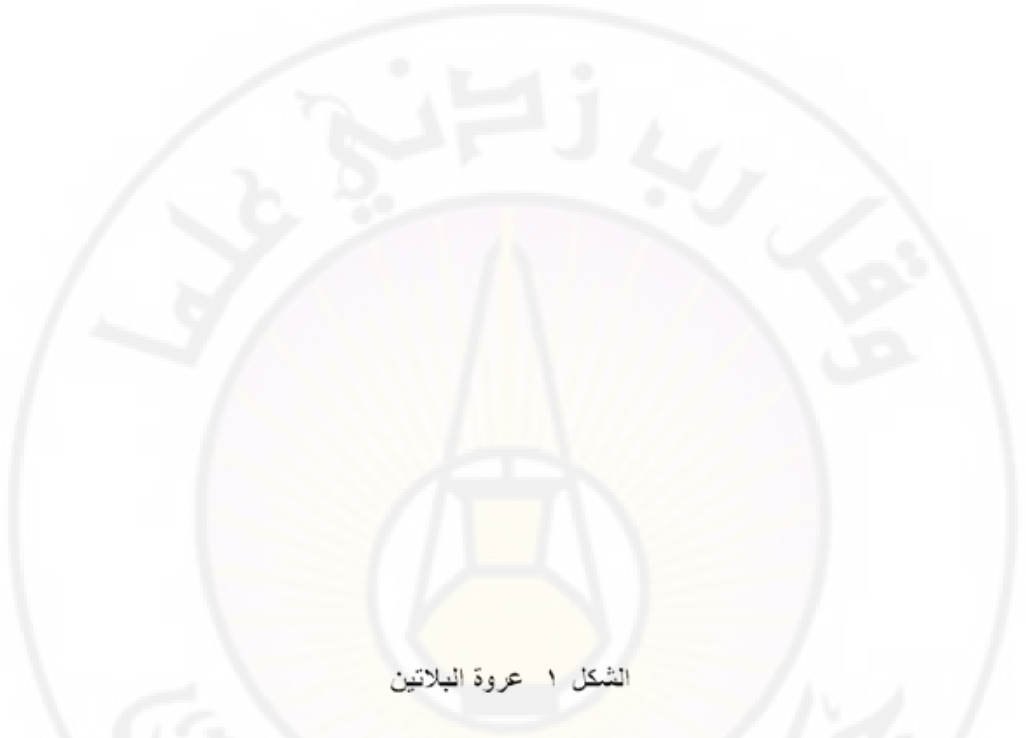 وقل رب زدني علما
الشكل ١ عروة البلاتين